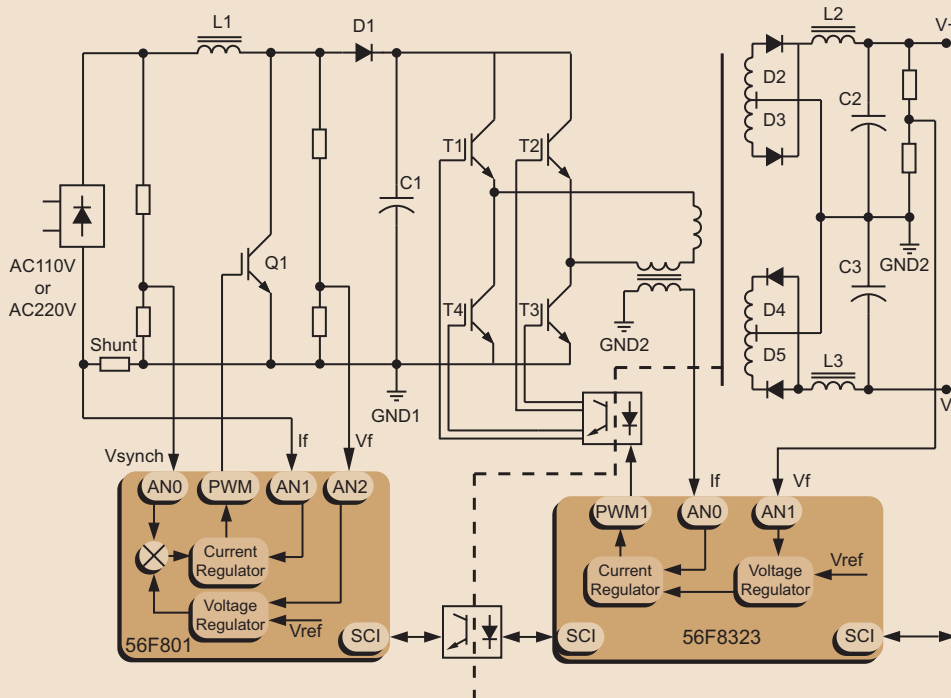 L1
D1
L2
V+
D2
C2
D3
T1
T2
C1
AC110V
or
AC220V
Q1
GND2
C3
T4
T3
D4
GND2
Shunt
D5
L3
GND1
V
Vsynch
If
Vf
If
Vf
AN0
PWM
AN1
AN2
PWM1
AN0
AN1
Current
Regulator
Current
Regulator
Voltage
Regulator
Vref
Voltage
Regulator
Vref
56F801
SCI
SCI
56F8323
SCI